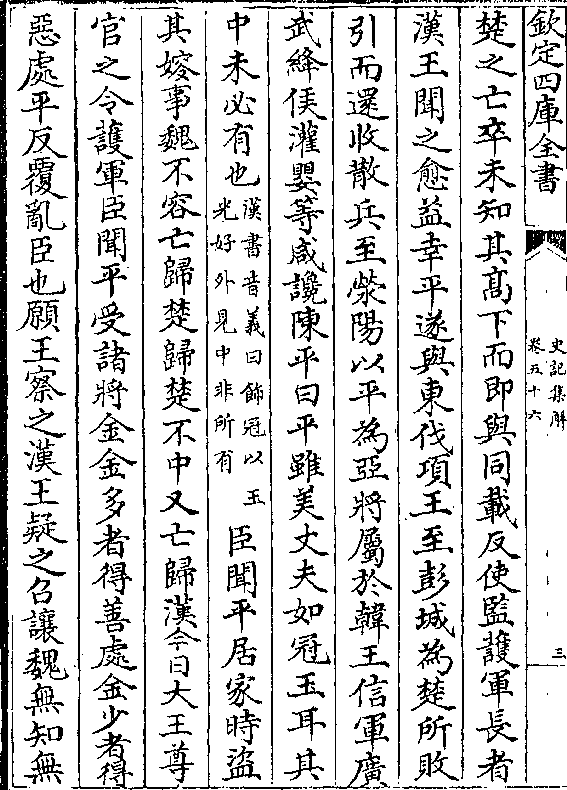 欽定四庫全書
史記集解
卷五十六
三
楚之亡卒未知其髙下而即與同載反使監護軍長者
漢王聞之愈益幸平遂與東伐項王至彭城為楚所敗
引而還收散兵至滎陽以平為亞將屬於韓王信軍廣
武絳侯灌嬰等咸讒陳平曰平雖美丈夫如冠玉耳其
中未必有也漢書音義曰飾冠以玉
光好外見中非所有
臣聞平居家時盜
其嫂事魏不容亡歸楚歸楚不中又亡歸漢今日大王尊
官之令護軍臣聞平受諸將金金多者得善處金少者得
惡處平反覆亂臣也願王察之漢王疑之召讓魏無知無